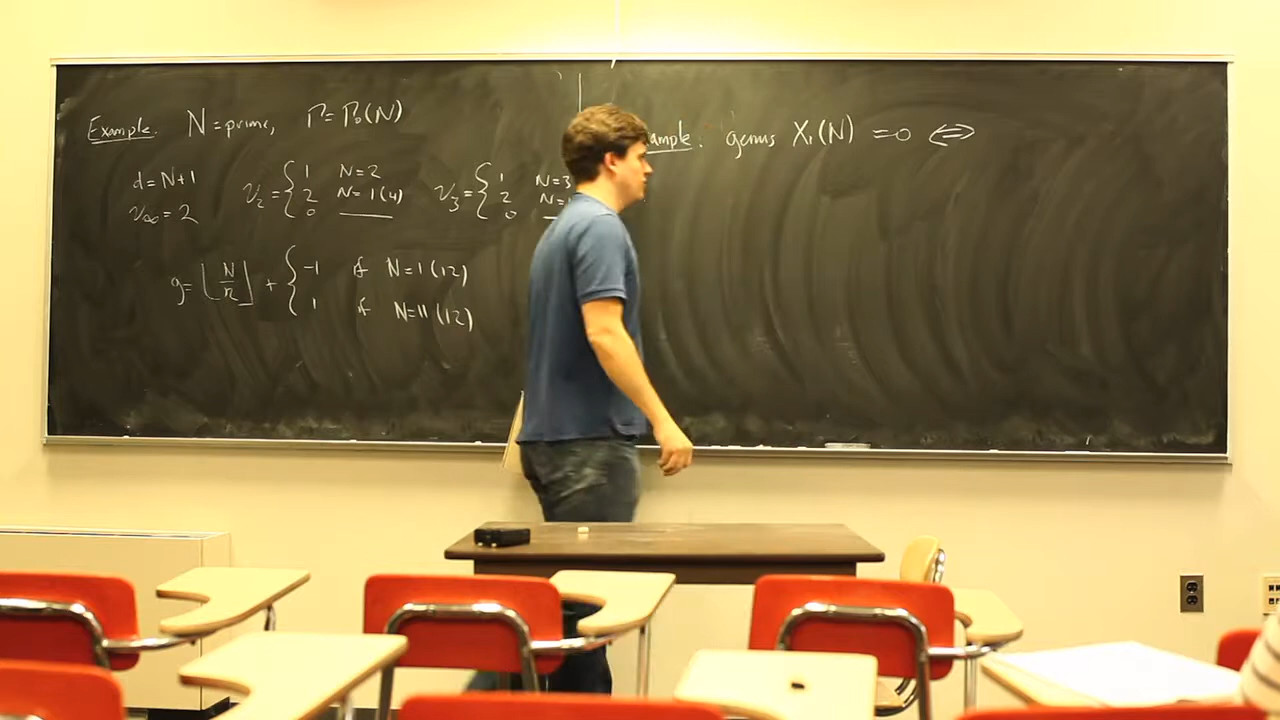 Example. N=prime, Γ=Γ₀(N)
d=N+1
ν∞=2
ν₂={ 1 N=2
2 N=1(4)
0
ν₃={ 1 N=3
2 N=1
0
g=⌊N/12⌋ + { -1 if N=1(12)
1 if N=11(12)
ample. genus X₁(N) =0 ⇔